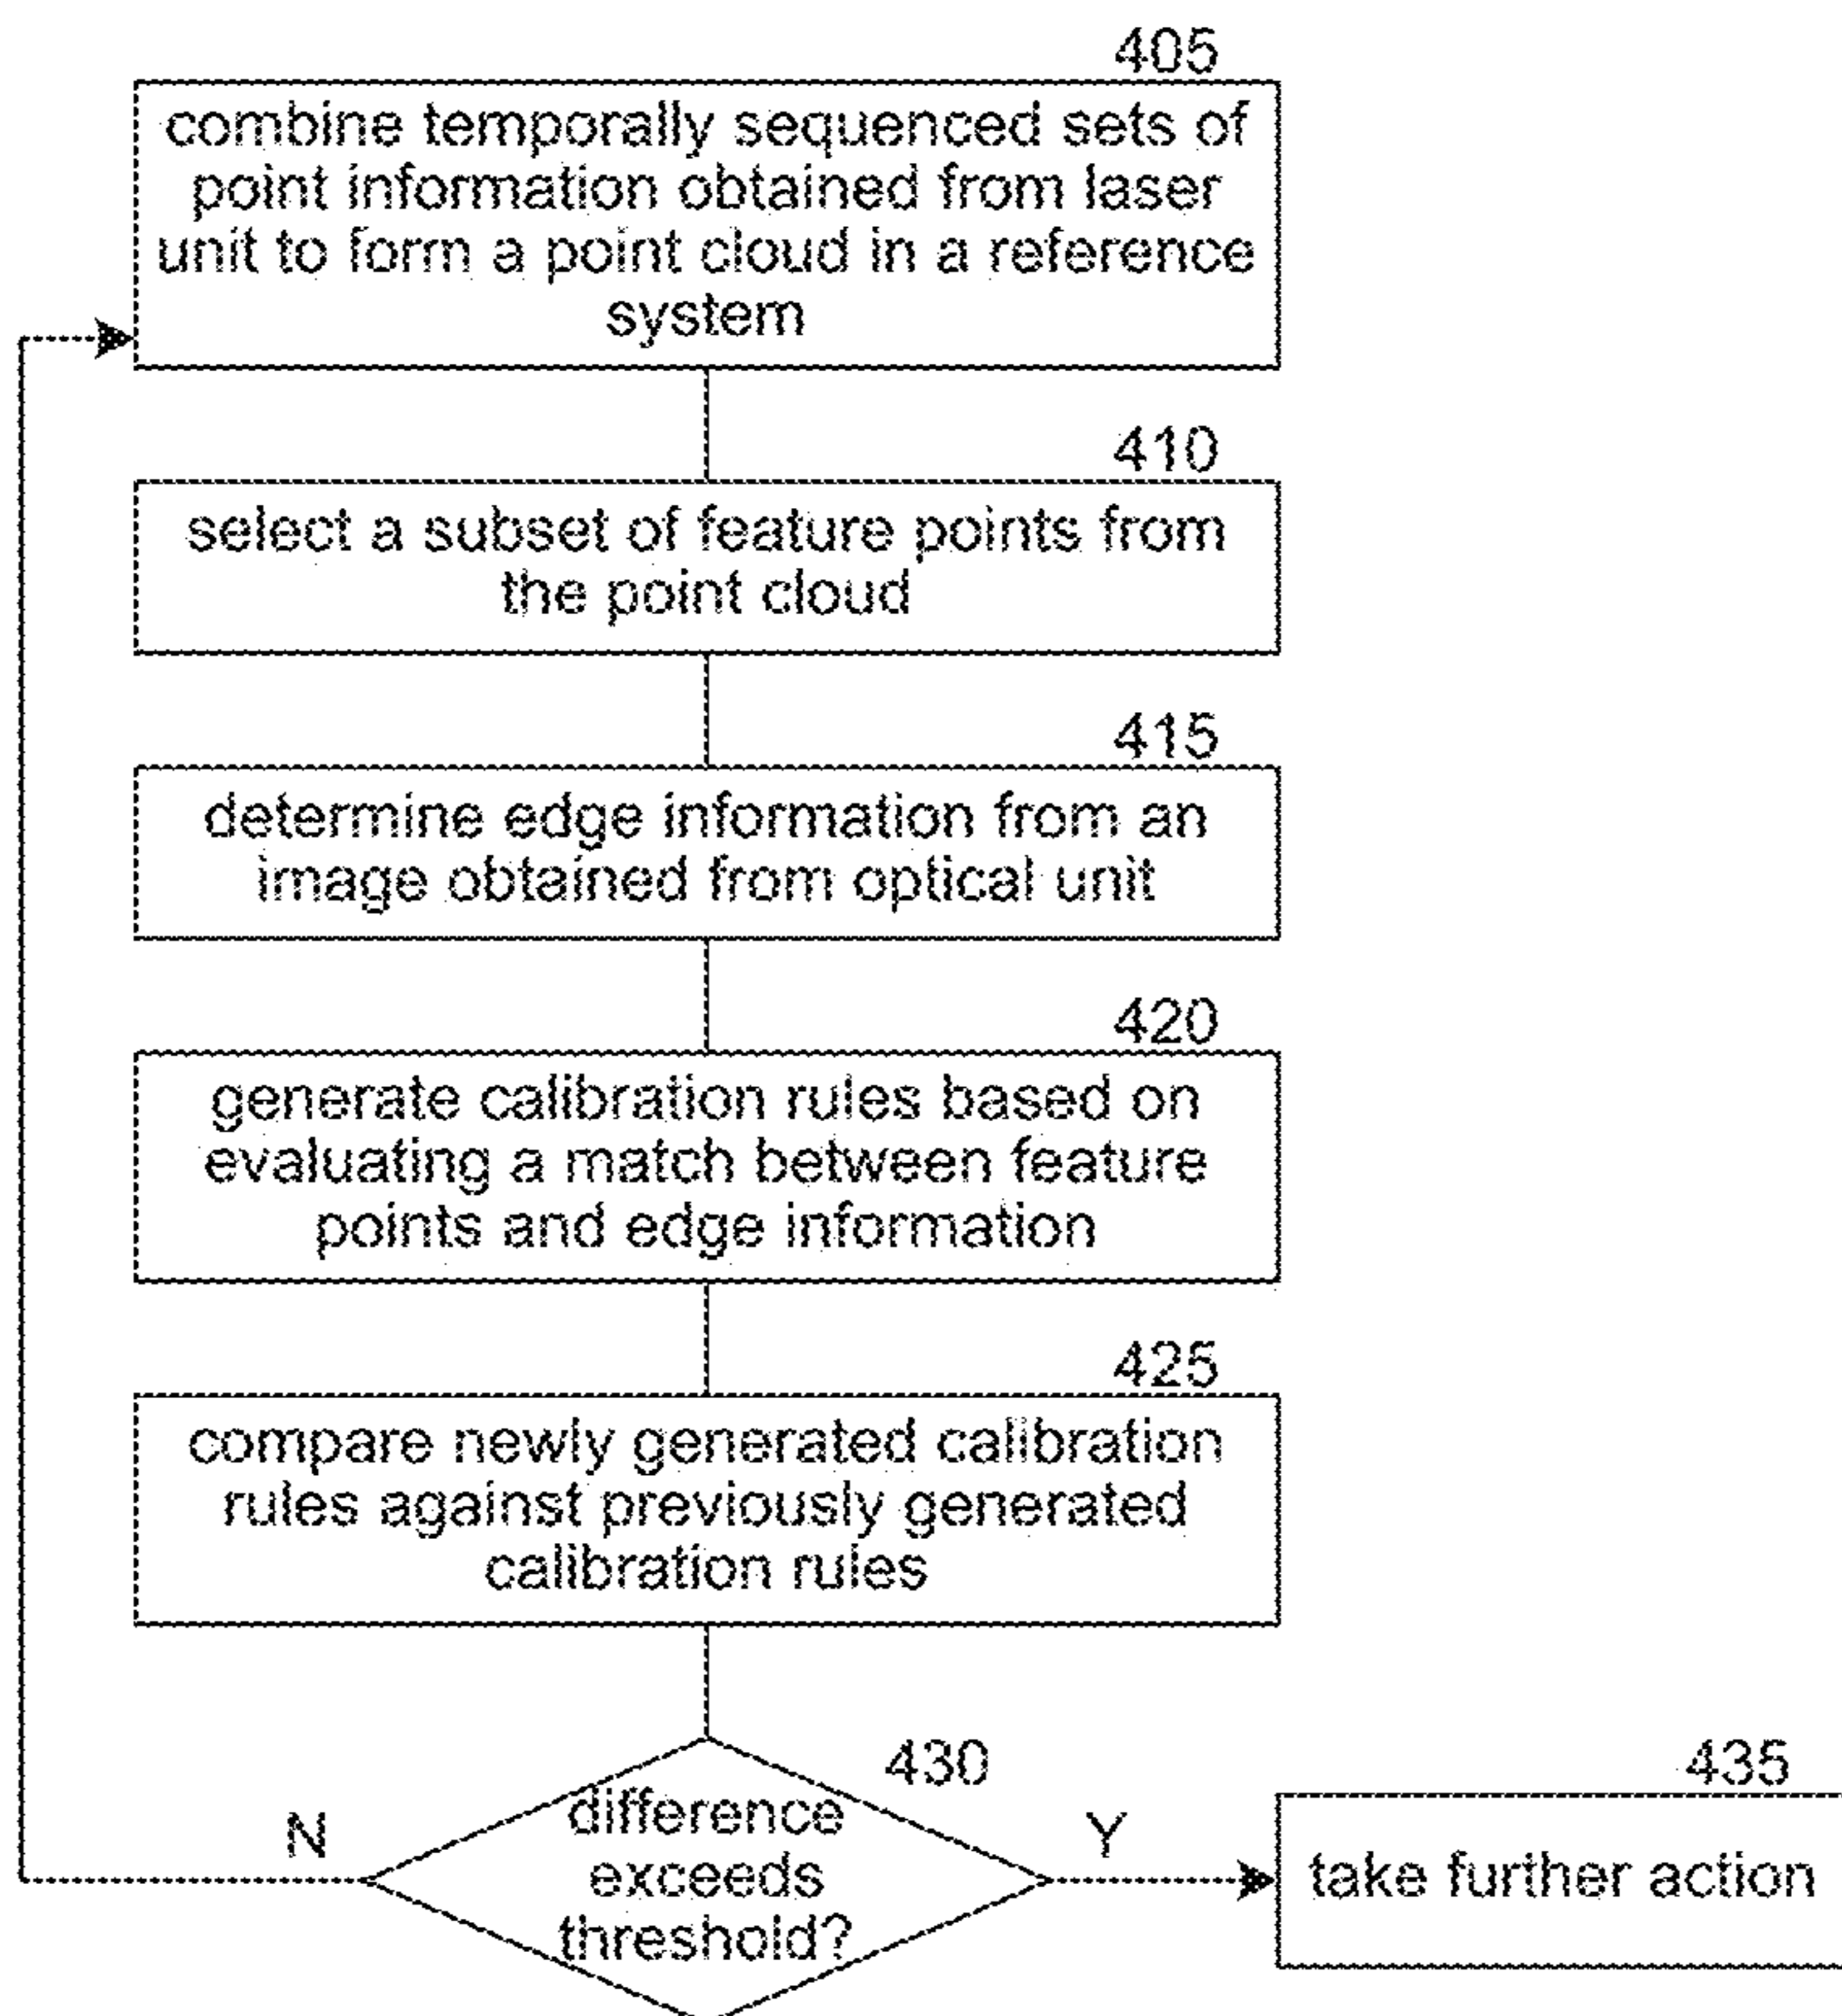 405
combine temporally sequenced sets of
point information obtained from laser
unit to form a point cloud in a reference
system
410
select a subset of feature points from
the point cloud
415
determine edge information from an
image obtained from optical unit
420
generate calibration rules based on
evaluating a match between feature
points and edge information
425
compare newly generated calibration
rules against previously generated
calibration rules
430
difference
exceeds
threshold?
N
Y
435
take further action